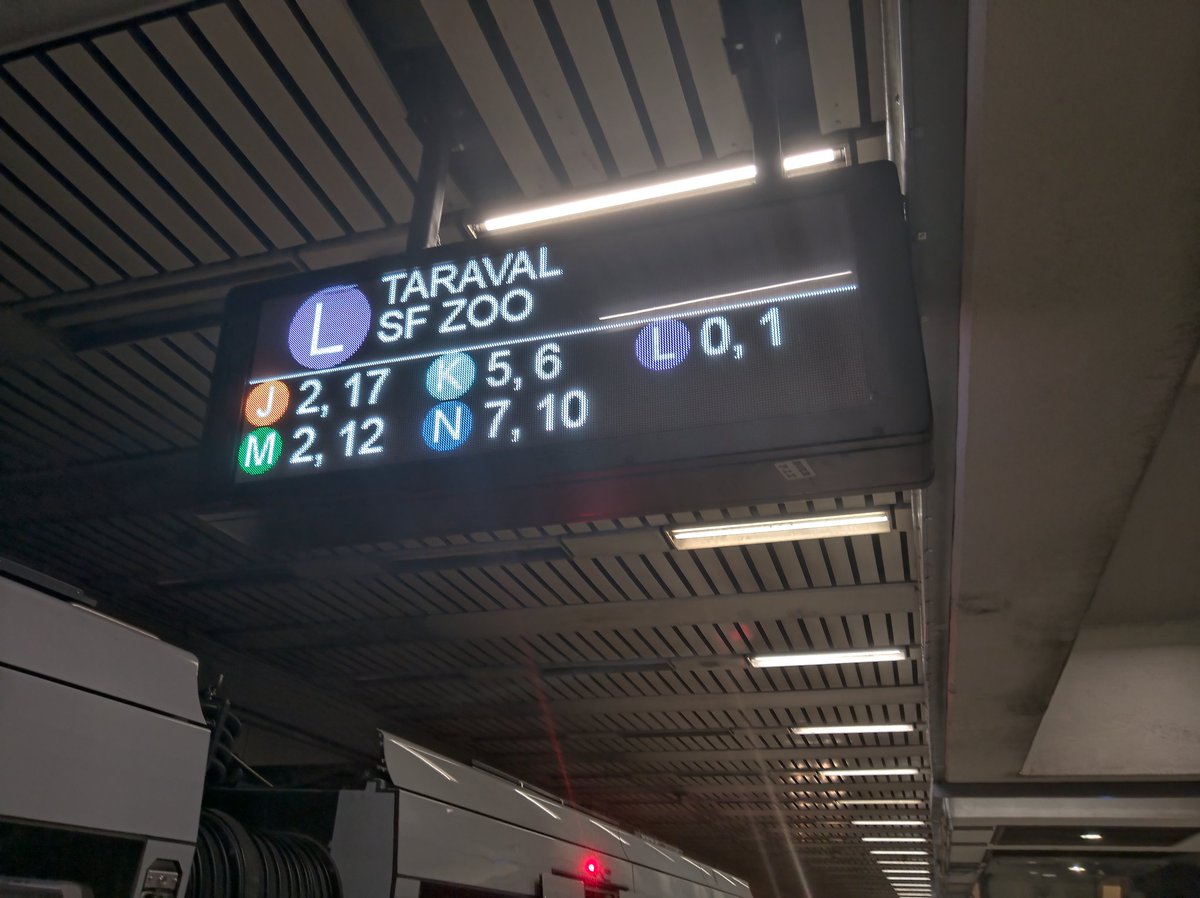 L TARAVAL
SF ZOO
J 2, 17 K 5, 6 L 0, 1
M 2, 12 N 7, 10